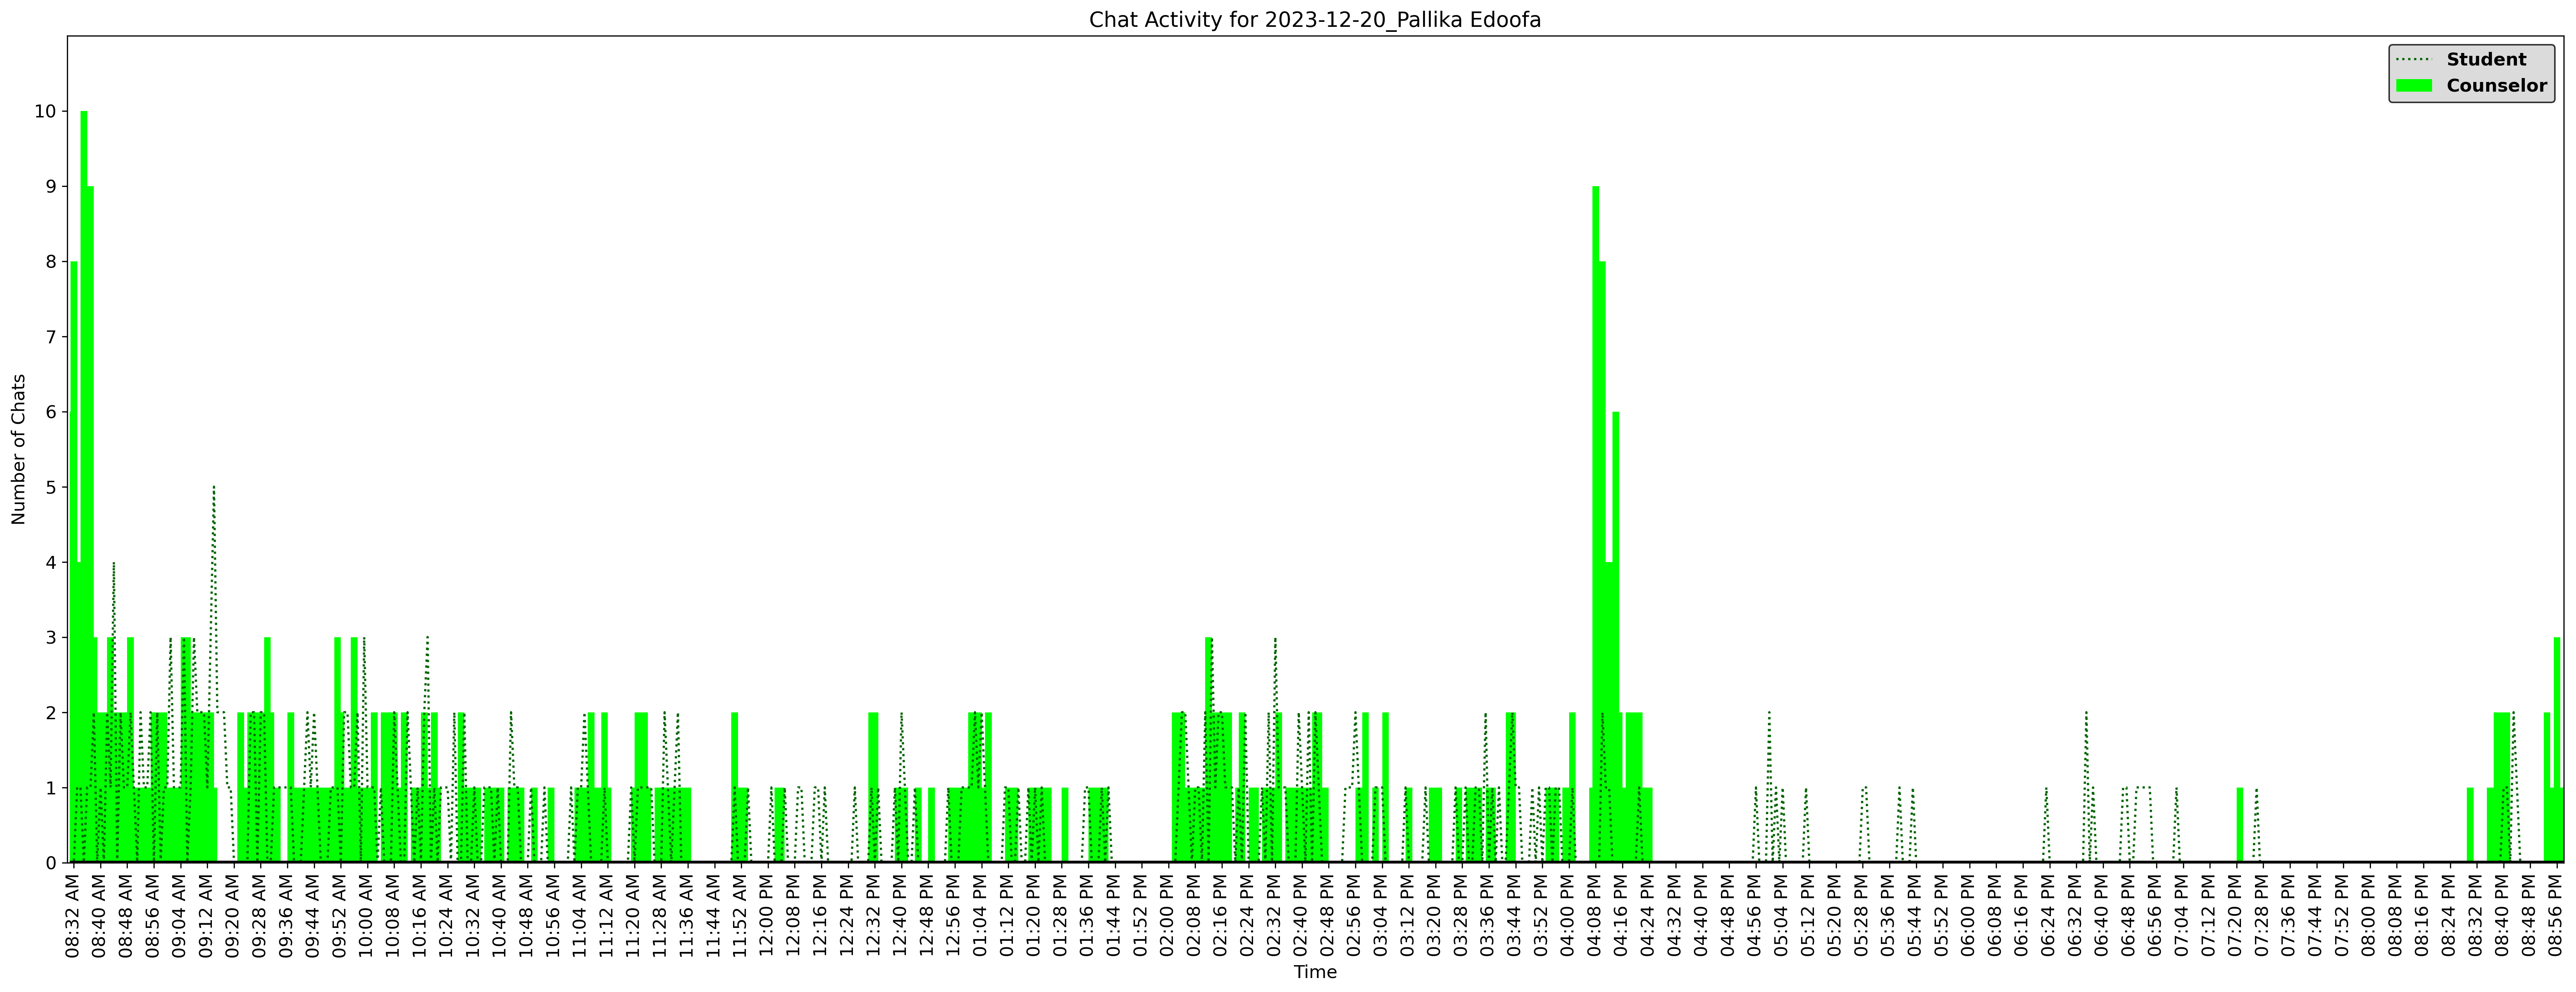 Chat Activity for 2023-12-20_Pallika Edoofa
Student
Counselor
Number of Chats
10
9
8
7
6
5
4
3
2
1
0
08:32 AM
08:40 AM
08:48 AM
08:56 AM
09:04 AM
09:12 AM
09:20 AM
09:28 AM
09:36 AM
09:44 AM
09:52 AM
10:00 AM
10:08 AM
10:16 AM
10:24 AM
10:32 AM
10:40 AM
10:48 AM
10:56 AM
11:04 AM
11:12 AM
11:20 AM
11:28 AM
11:36 AM
11:44 AM
11:52 AM
12:00 PM
12:08 PM
12:16 PM
12:24 PM
12:32 PM
12:40 PM
12:48 PM
12:56 PM
01:04 PM
01:12 PM
01:20 PM
01:28 PM
01:36 PM
01:44 PM
01:52 PM
02:00 PM
02:08 PM
02:16 PM
02:24 PM
02:32 PM
02:40 PM
02:48 PM
02:56 PM
03:04 PM
03:12 PM
03:20 PM
03:28 PM
03:36 PM
03:44 PM
03:52 PM
04:00 PM
04:08 PM
04:16 PM
04:24 PM
04:32 PM
04:40 PM
04:48 PM
04:56 PM
05:04 PM
05:12 PM
05:20 PM
05:28 PM
05:36 PM
05:44 PM
05:52 PM
06:00 PM
06:08 PM
06:16 PM
06:24 PM
06:32 PM
06:40 PM
06:48 PM
06:56 PM
07:04 PM
07:12 PM
07:20 PM
07:28 PM
07:36 PM
07:44 PM
07:52 PM
08:00 PM
08:08 PM
08:16 PM
08:24 PM
08:32 PM
08:40 PM
08:48 PM
08:56 PM
Time